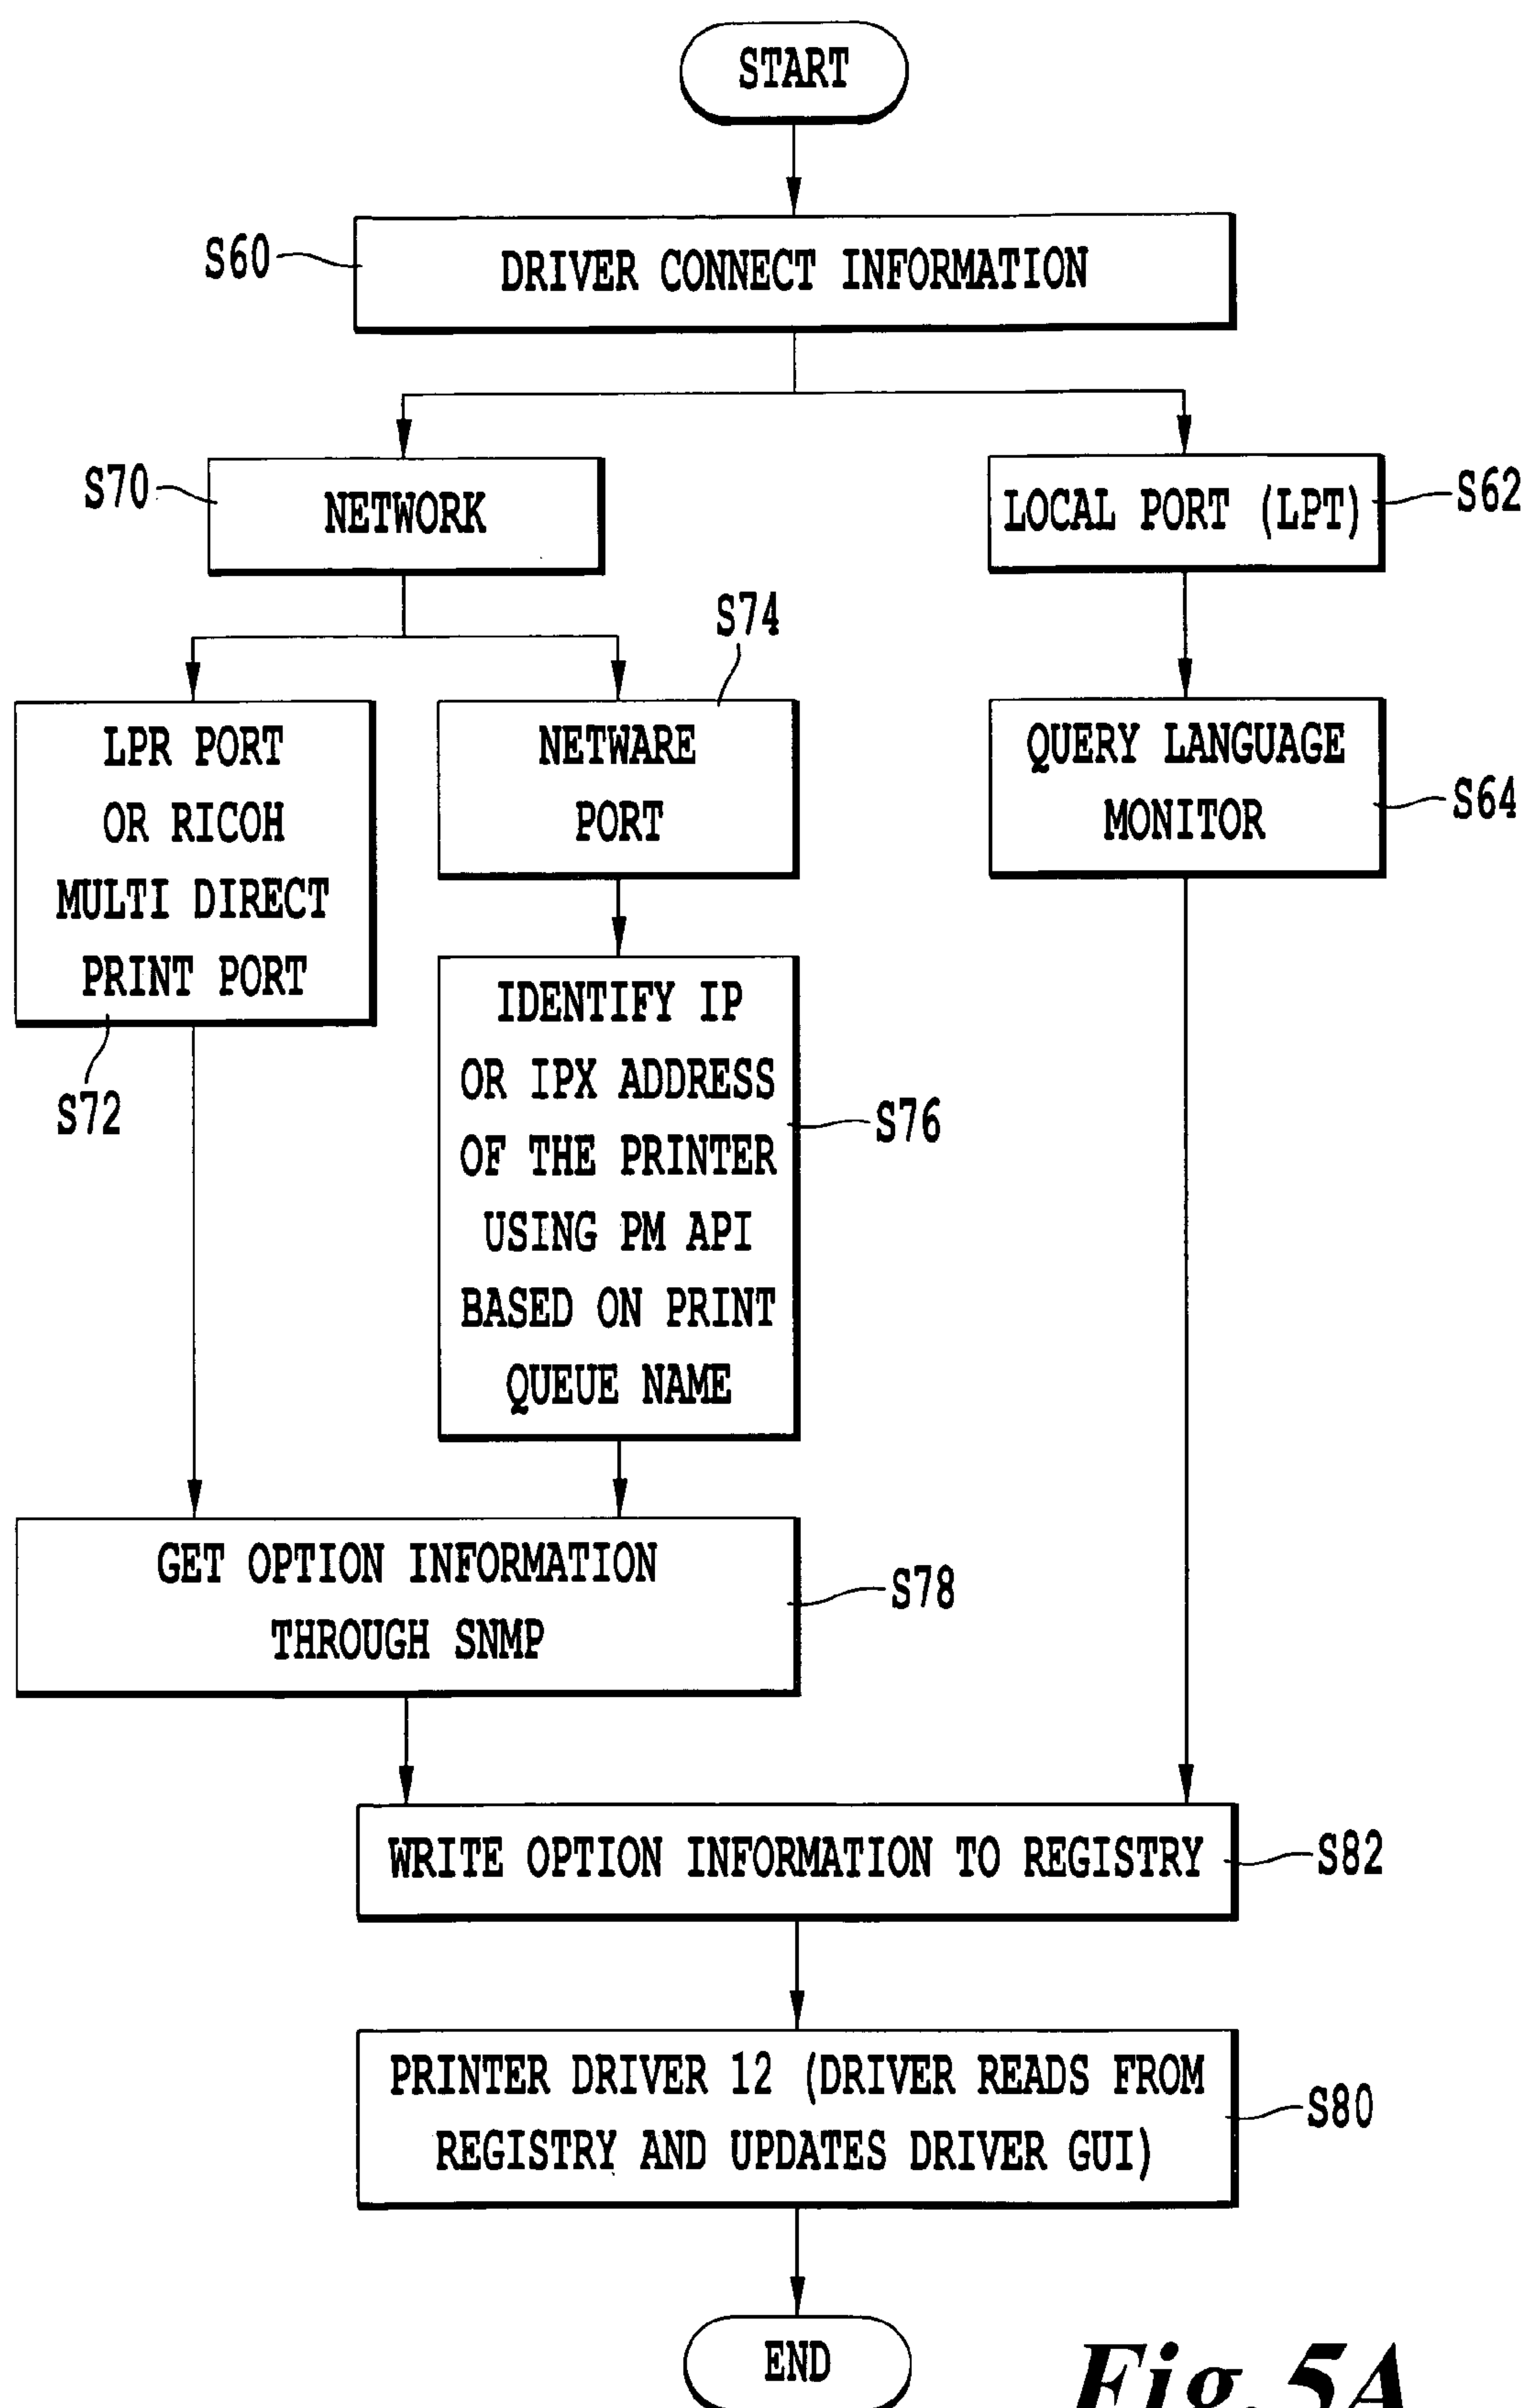 START
S60
DRIVER CONNECT INFORMATION
S70
NETWORK
LOCAL PORT (LPT)
S62
S74
LPR PORT
OR RICOH
MULTI DIRECT
PRINT PORT
S72
NETWARE
PORT
QUERY LANGUAGE
MONITOR
S64
IDENTIFY IP
OR IPX ADDRESS
OF THE PRINTER
USING PM API
BASED ON PRINT
QUEUE NAME
S76
GET OPTION INFORMATION
THROUGH SNMP
S78
WRITE OPTION INFORMATION TO REGISTRY
S82
PRINTER DRIVER 12 (DRIVER READS FROM
REGISTRY AND UPDATES DRIVER GUI)
S80
END
Fig. 5A